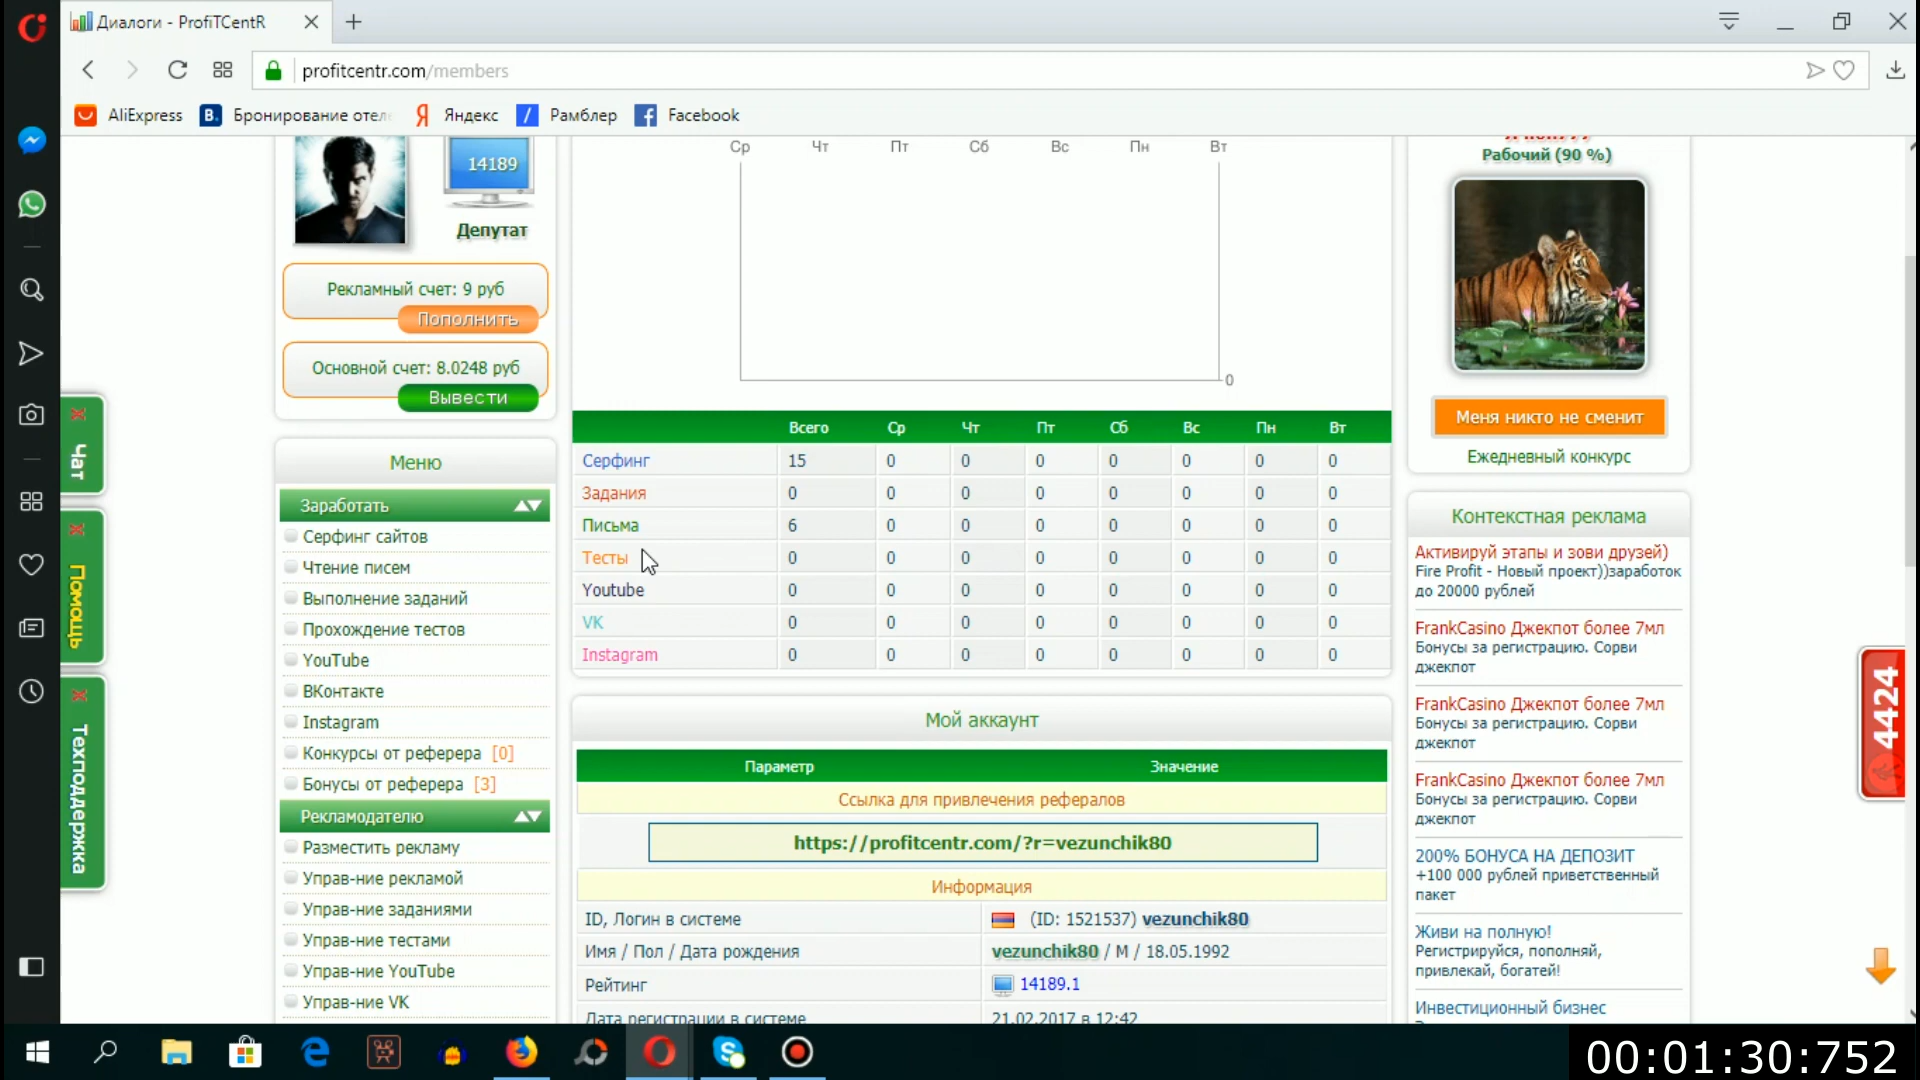 Диалоги - ProfiTCentR
profitcentr.com/members
AliExpress
Бронирование отел
Яндекс
Рамблер
Facebook
14189
Депутат
Рекламный счет: 9 руб
Пополнить
Основной счет: 8.0248 руб
Вывести
Чат
Помощь
Техподдержка
Меню
Заработать
Серфинг сайтов
Чтение писем
Выполнение заданий
Прохождение тестов
YouTube
ВКонтакте
Instagram
Конкурсы от реферера [0]
Бонусы от реферера [3]
Рекламодателю
Разместить рекламу
Управ-ние рекламой
Управ-ние заданиями
Управ-ние тестами
Управ-ние YouTube
Управ-ние VK
Ср Чт Пт Сб Вс Пн Вт
0
Всего Ср Чт Пт Сб Вс Пн Вт
Серфинг 15 0 0 0 0 0 0 0
Задания 0 0 0 0 0 0 0 0
Письма 6 0 0 0 0 0 0 0
Тесты 0 0 0 0 0 0 0 0
Youtube 0 0 0 0 0 0 0 0
VK 0 0 0 0 0 0 0 0
Instagram 0 0 0 0 0 0 0 0
Мой аккаунт
Параметр Значение
Ссылка для привлечения рефералов
https://profitcentr.com/?r=vezunchik80
Информация
ID, Логин в системе (ID: 1521537) vezunchik80
Имя / Пол / Дата рождения vezunchik80 / М / 18.05.1992
Рейтинг 14189.1
Дата регистрации в системе 21.02.2017 в 12:42
Рабочий (90 %)
Меня никто не сменит
Ежедневный конкурс
Контекстная реклама
Активируй этапы и зови друзей)
Fire Profit - Новый проект))заработок
до 20000 рублей
FrankCasino Джекпот более 7мл
Бонусы за регистрацию. Сорви
джекпот
FrankCasino Джекпот более 7мл
Бонусы за регистрацию. Сорви
джекпот
FrankCasino Джекпот более 7мл
Бонусы за регистрацию. Сорви
джекпот
200% БОНУСА НА ДЕПОЗИТ
+100 000 рублей приветственный
пакет
Живи на полную!
Регистрируйся, пополняй,
привлекай, богатей!
Инвестиционный бизнес
4424
00:01:30:752